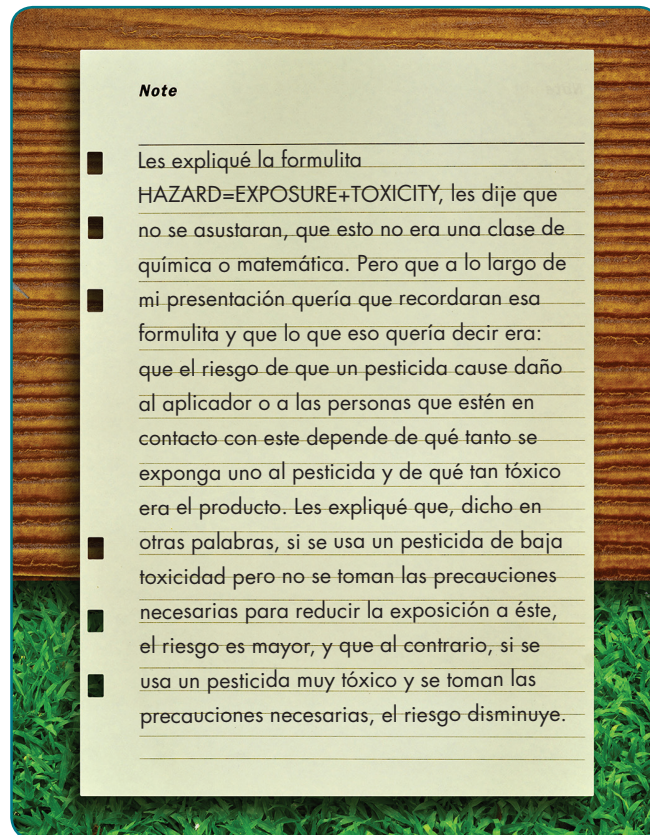 Note
Les expliqué la formulita
HAZARD=EXPOSURE+TOXICITY, les dije que
no se asustaran, que esto no era una clase de
química o matemática. Pero que a lo largo de
mi presentación quería que recordaran esa
formulita y que lo que eso quería decir era:
que el riesgo de que un pesticida cause daño
al aplicador o a las personas que estén en
contacto con este depende de qué tanto se
exponga uno al pesticida y de qué tan tóxico
era el producto. Les expliqué que, dicho en
otras palabras, si se usa un pesticida de baja
toxicidad pero no se toman las precauciones
necesarias para reducir la exposición a éste,
el riesgo es mayor, y que al contrario, si se
usa un pesticida muy tóxico y se toman las
precauciones necesarias, el riesgo disminuye.